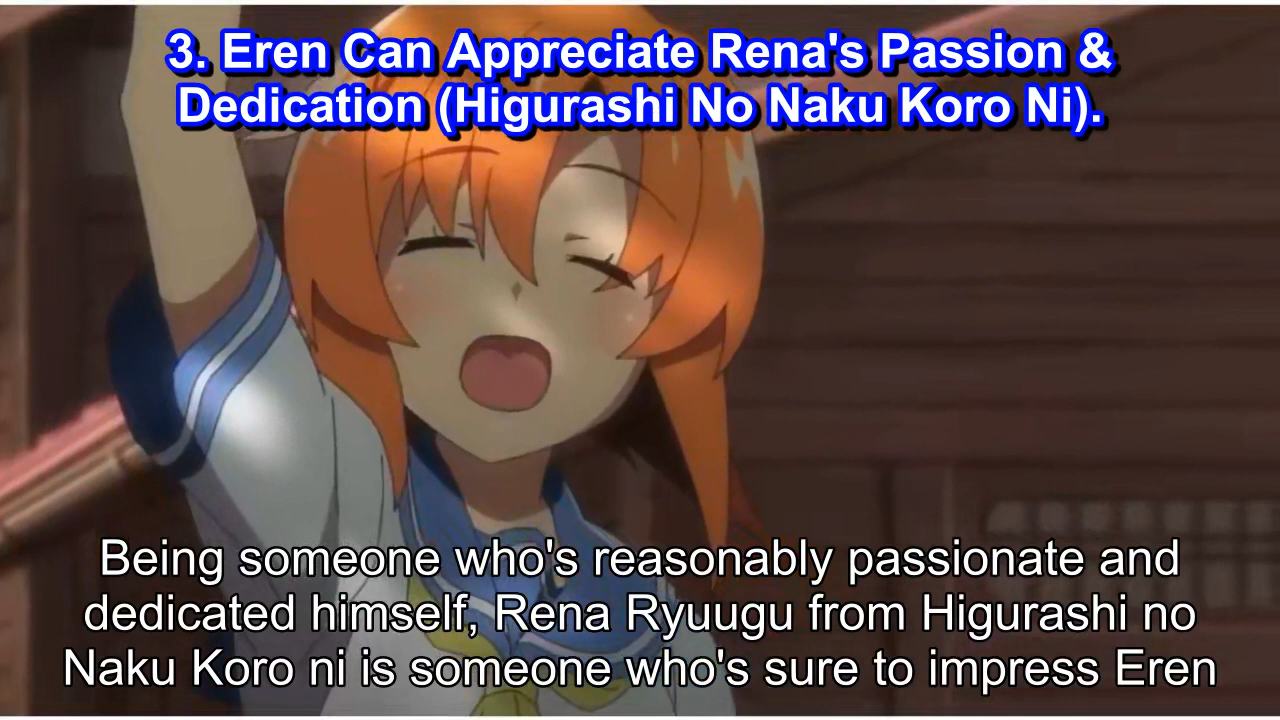 3. Eren Can Appreciate Rena's Passion &
Dedication (Higurashi No Naku Koro Ni).
Being someone who's reasonably passionate and
dedicated himself, Rena Ryuugu from Higurashi no
Naku Koro ni is someone who's sure to impress Eren